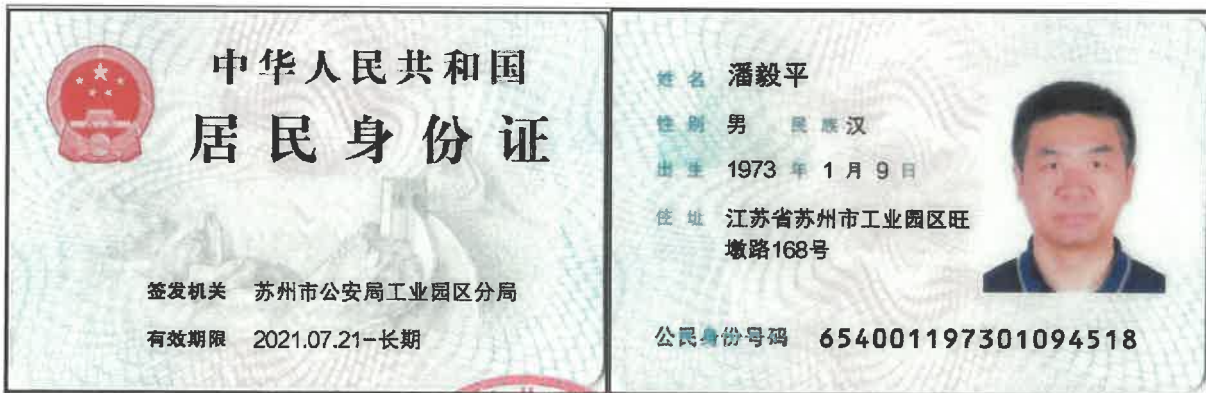 中华人民共和国
居民身份证
签发机关 苏州市公安局工业园区分局
有效期限 2021.07.21-长期
姓名 潘毅平
性别 男 民族 汉
出生 1973 年 1 月 9 日
住址 江苏省苏州市工业园区旺
墩路168号
公民身份号码 654001197301094518